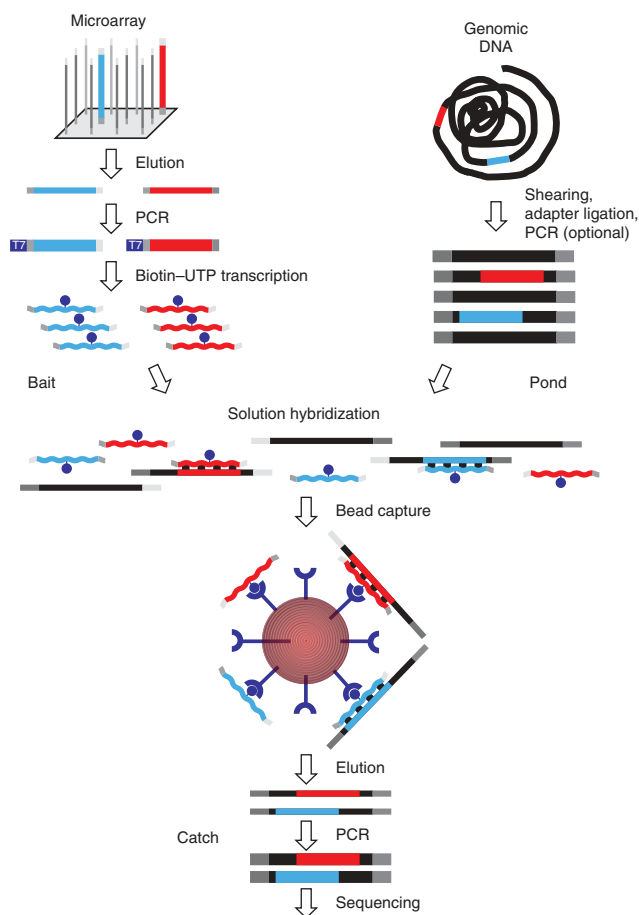 Microarray
Genomic
DNA
Elution
PCR
T7
T7
Biotin–UTP transcription
Shearing,
adapter ligation,
PCR (optional)
Bait
Pond
Solution hybridization
Bead capture
Elution
Catch
PCR
Sequencing